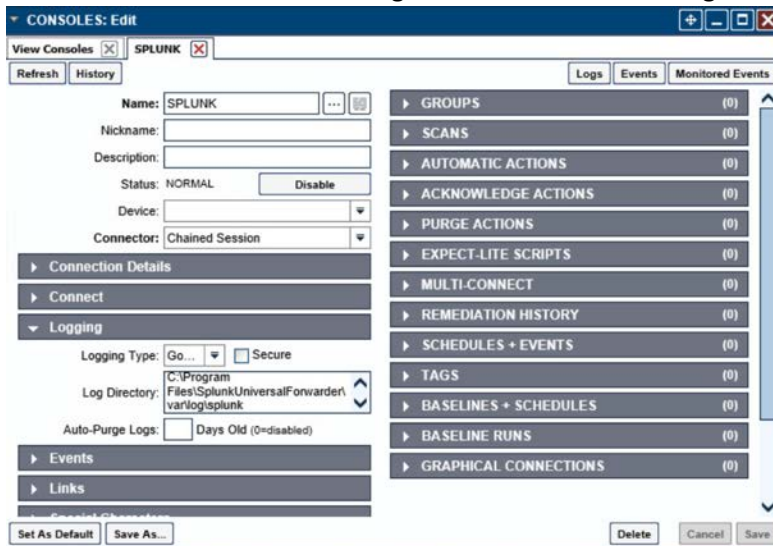 CONSOLES: Edit
View Consoles
SPLUNK
Refresh
History
Logs
Events
Monitored Events
Name: SPLUNK ...
Nickname:
Description:
Status: NORMAL
Disable
Device:
Connector: Chained Session
Connection Details
Connect
Logging
Logging Type: Go...
Secure
Log Directory: C:\Program
Files\SplunkUniversalForwarder\
var\log\splunk
Auto-Purge Logs:
Days Old (0=disabled)
Events
Links
GROUPS (0)
SCANS (0)
AUTOMATIC ACTIONS (0)
ACKNOWLEDGE ACTIONS (0)
PURGE ACTIONS (0)
EXPECT-LITE SCRIPTS (0)
MULTI-CONNECT (0)
REMEDIATION HISTORY (0)
SCHEDULES + EVENTS (0)
TAGS (0)
BASELINES + SCHEDULES (0)
BASELINE RUNS (0)
GRAPHICAL CONNECTIONS (0)
Set As Default
Save As...
Delete
Cancel
Save